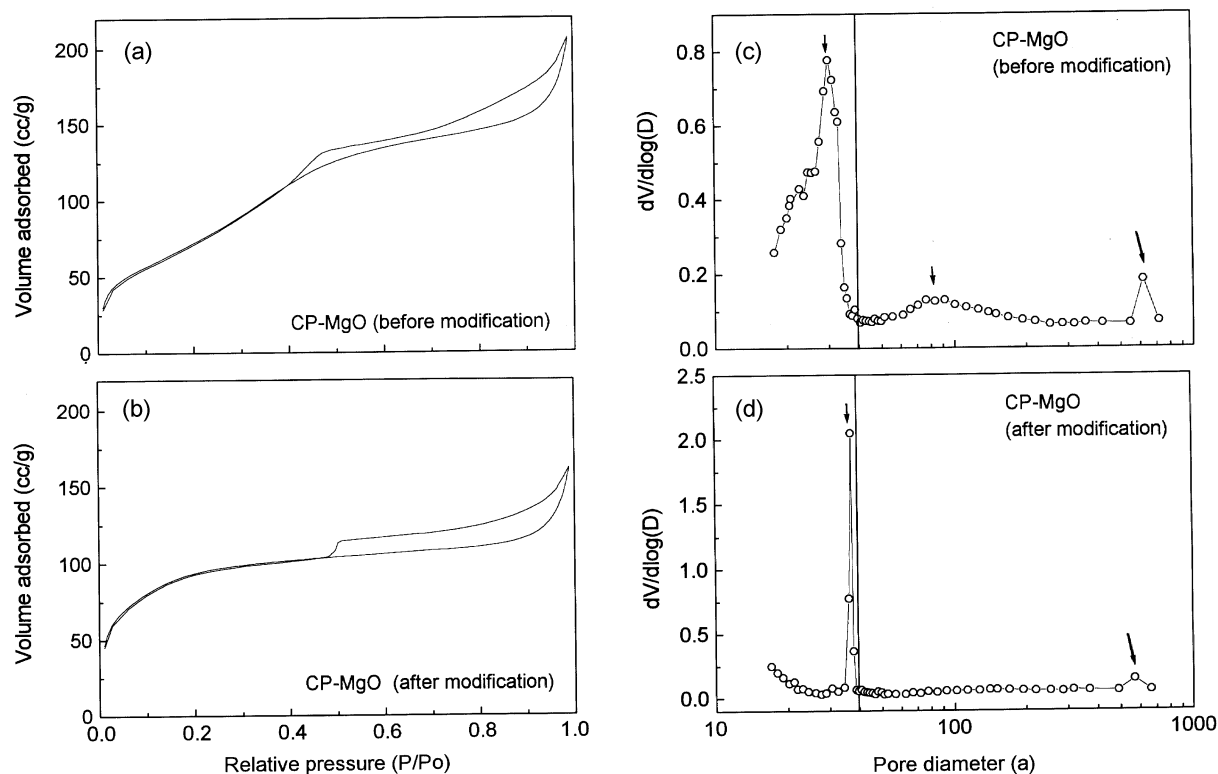 (a)
200
150
100
50
0
Volume adsorbed (cc/g)
CP-MgO (before modification)
(b)
200
150
100
50
0
Volume adsorbed (cc/g)
CP-MgO (after modification)
0.0 0.2 0.4 0.6 0.8 1.0
Relative pressure (P/Po)
(c)
CP-MgO
(before modification)
0.8
0.6
0.4
0.2
0.0
dV/dlog(D)
(d)
CP-MgO
(after modification)
2.5
2.0
1.5
1.0
0.5
0.0
dV/dlog(D)
10 100 1000
Pore diameter (a)